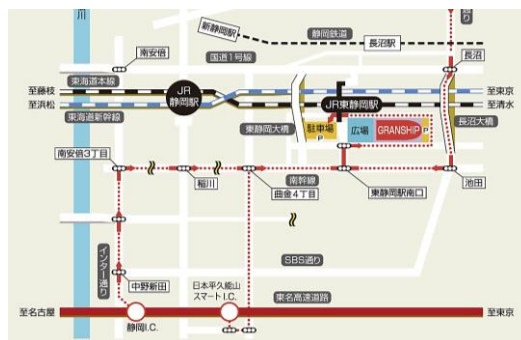 川
通り
新静岡駅
静岡鉄道
長沼駅
南安倍
国道1号線
長沼
東海道本線
JR
静岡駅
JR東静岡駅
至藤枝
至東京
至浜松
至清水
東海道新幹線
東静岡大橋
駐車場
P
広場
GRANSHIP
P
長沼大橋
南安倍3丁目
稲川
南幹線
曲金4丁目
東静岡駅南口
池田
インター通り
SBS通り
中野新田
日本平久能山
スマートI.C.
東名高速道路
至名古屋
至東京
静岡I.C.